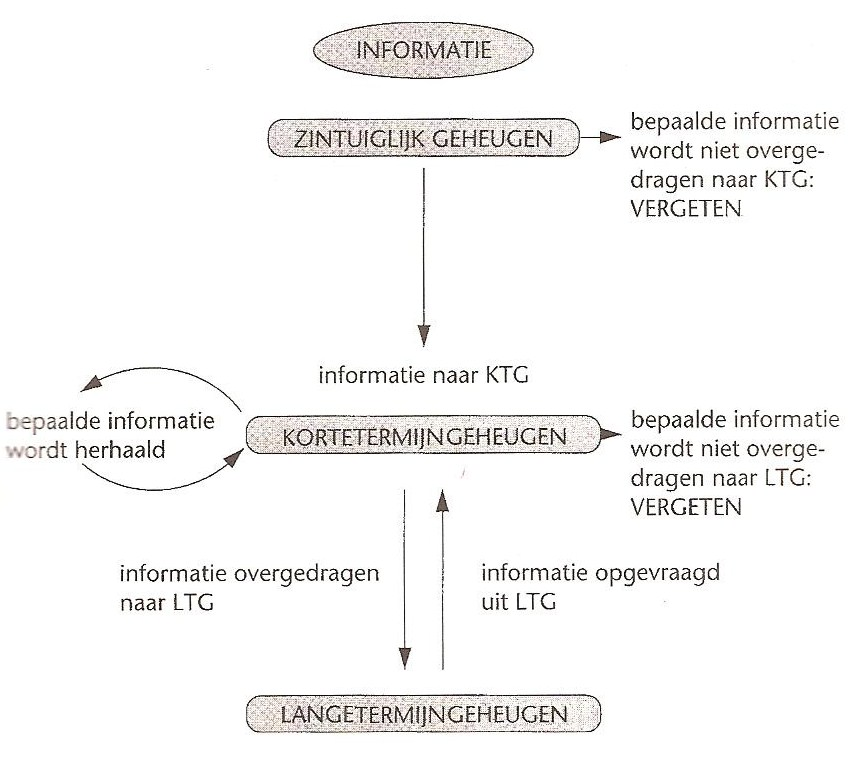 INFORMATIE
ZINTUIGLIJK GEHEUGEN
bepaalde informatie
wordt niet overge-
dragen naar KTG:
VERGETEN
informatie naar KTG
bepaalde informatie
wordt herhaald
KORTETERMIJNGEHEUGEN
bepaalde informatie
wordt niet overge-
dragen naar LTG:
VERGETEN
informatie overgedragen
naar LTG
informatie opgevraagd
uit LTG
LANGETERMIJNGEHEUGEN